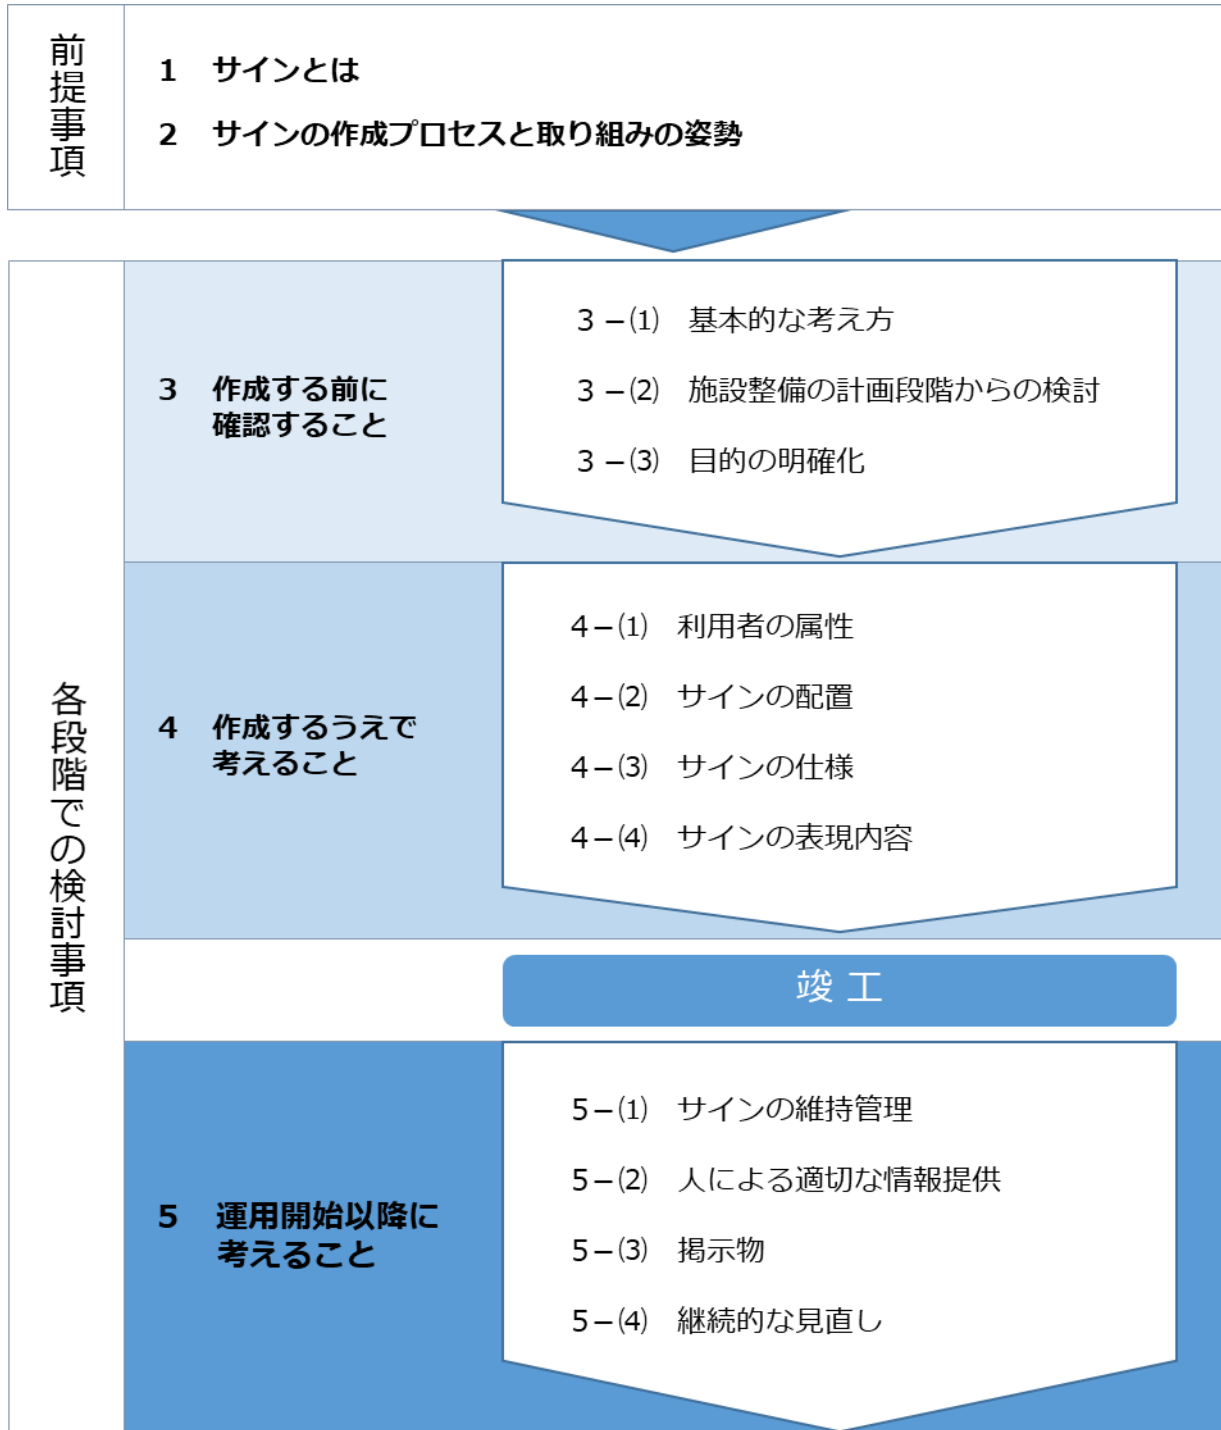 前提事項
1 サインとは
2 サインの作成プロセスと取り組みの姿勢
各段階での検討事項
3 作成する前に
確認すること
3-⑴ 基本的な考え方
3-⑵ 施設整備の計画段階からの検討
3-⑶ 目的の明確化
4 作成するうえで
考えること
4-⑴ 利用者の属性
4-⑵ サインの配置
4-⑶ サインの仕様
4-⑷ サインの表現内容
竣工
5 運用開始以降に
考えること
5-⑴ サインの維持管理
5-⑵ 人による適切な情報提供
5-⑶ 掲示物
5-⑷ 継続的な見直し